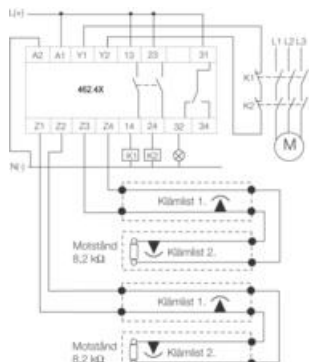 L(+)
A2 A1 Y1 Y2 13 23 31
462.4X
Z1 Z2 Z3 Z4 14 24 32 34
K1 K2
N(-)
L1 L2 L3
K1
K2
M
Klämlist 1.
Motstånd
8,2 kΩ
Klämlist 2.
Klämlist 1.
Motstånd
8,2 kΩ
Klämlist 2.